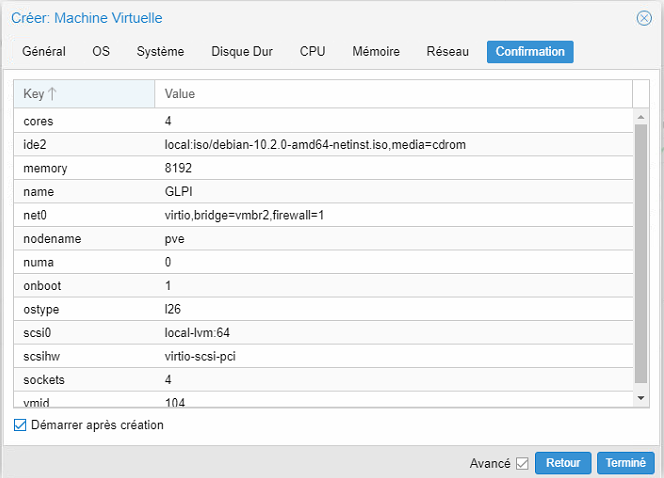 Créer: Machine Virtuelle
Général OS Système Disque Dur CPU Mémoire Réseau Confirmation
Key Value
cores 4
ide2 local:iso/debian-10.2.0-amd64-netinst.iso,media=cdrom
memory 8192
name GLPI
net0 virtio,bridge=vmbr2,firewall=1
nodename pve
numa 0
onboot 1
ostype l26
scsi0 local-lvm:64
scsihw virtio-scsi-pci
sockets 4
vmid 104
Démarrer après création
Avancé Retour Terminé